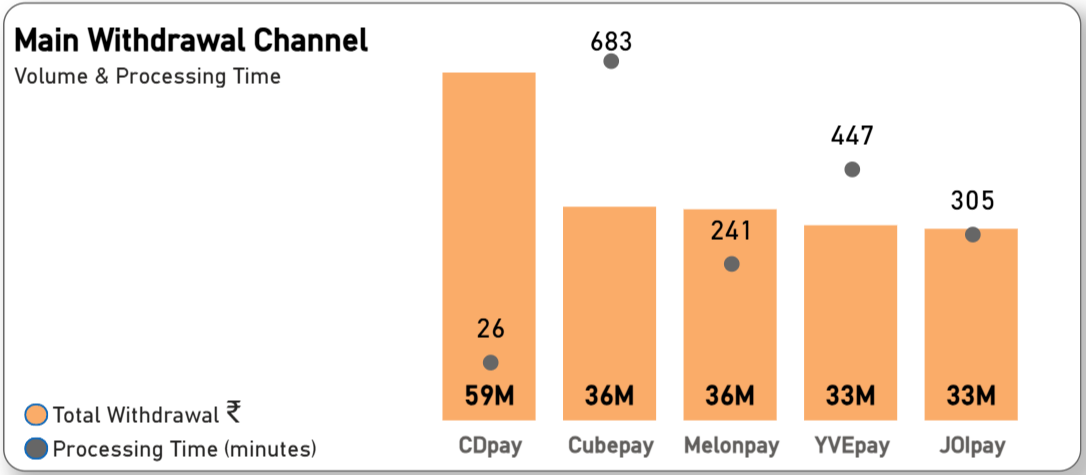 Main Withdrawal Channel
Volume & Processing Time
683
447
305
241
26
59M 36M 36M 33M 33M
CDpay Cubepay Melonpay YVEpay JOIpay
Total Withdrawal ₹
Processing Time (minutes)